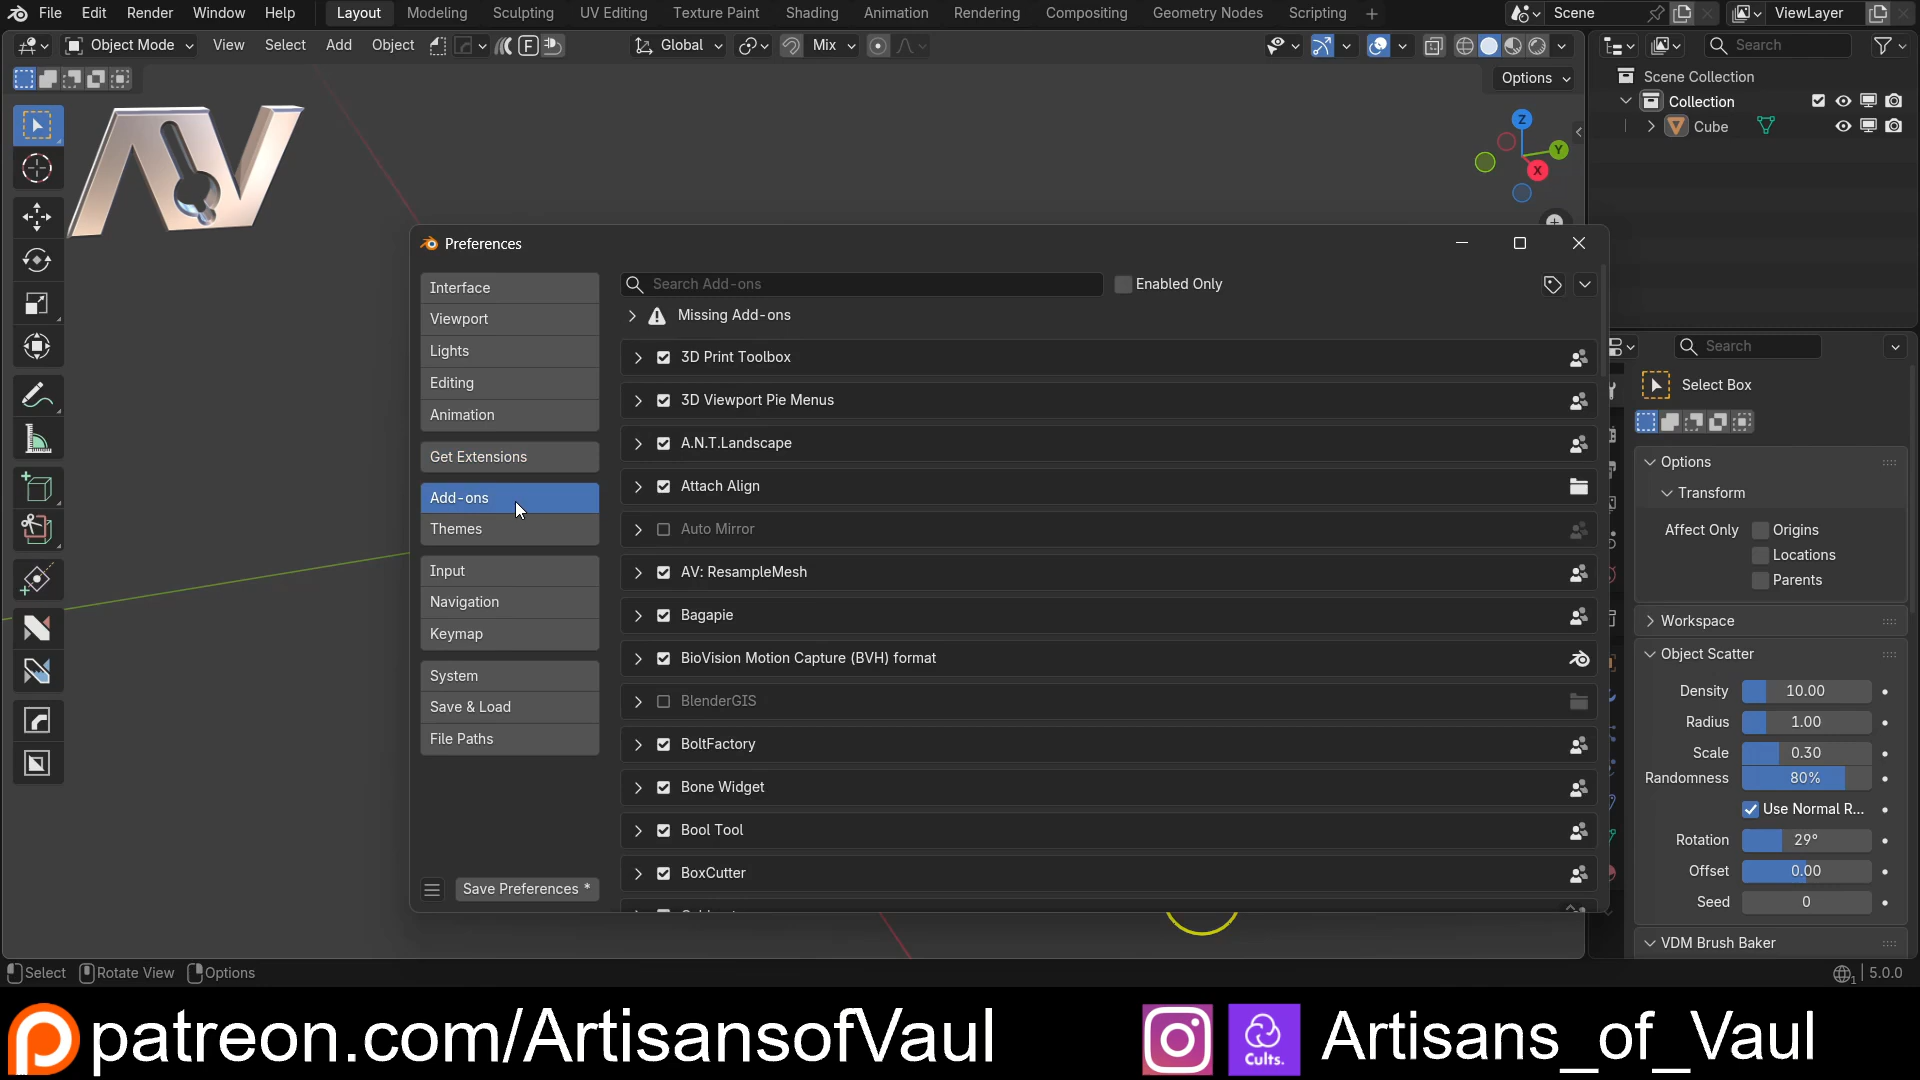 File Edit Render Window Help Layout Modeling Sculpting UV Editing Texture Paint Shading Animation Rendering Compositing Geometry Nodes Scripting + Scene ViewLayer
Object Mode View Select Add Object F Global Mix Search
Options
Scene Collection
Collection
Cube
Z
Y
X
AV
Preferences
Interface
Viewport
Lights
Editing
Animation
Get Extensions
Add-ons
Themes
Input
Navigation
Keymap
System
Save & Load
File Paths
Save Preferences *
Search Add-ons Enabled Only
Missing Add-ons
3D Print Toolbox
3D Viewport Pie Menus
A.N.T.Landscape
Attach Align
Auto Mirror
AV: ResampleMesh
Bagapie
BioVision Motion Capture (BVH) format
BlenderGIS
BoltFactory
Bone Widget
Bool Tool
BoxCutter
Search
Select Box
Options
Transform
Affect Only Origins
Locations
Parents
Workspace
Object Scatter
Density 10.00
Radius 1.00
Scale 0.30
Randomness 80%
Use Normal R...
Rotation 29°
Offset 0.00
Seed 0
VDM Brush Baker
Select Rotate View Options 1 5.0.0
patreon.com/ArtisansofVaul Cults. Artisans_of_Vaul